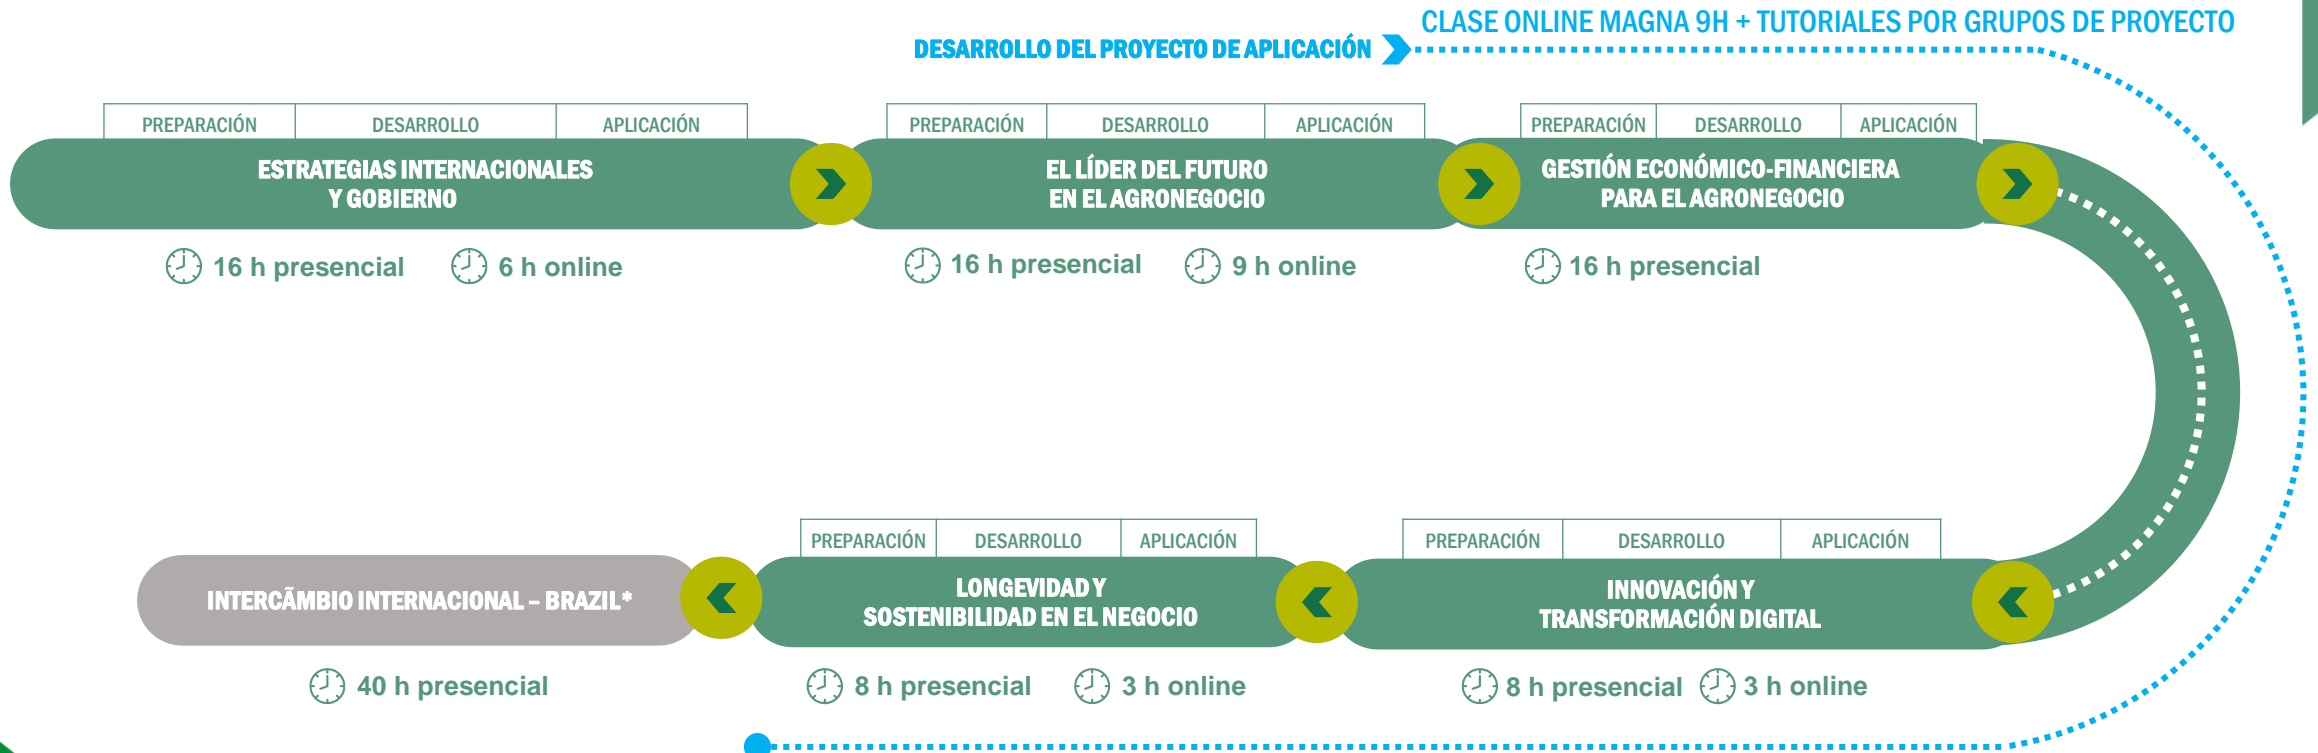 CLASE ONLINE MAGNA 9H + TUTORIALES POR GRUPOS DE PROYECTO
DESARROLLO DEL PROYECTO DE APLICACIÓN
PREPARACIÓN DESARROLLO APLICACIÓN
ESTRATEGIAS INTERNACIONALES
Y GOBIERNO
16 h presencial 6 h online
PREPARACIÓN DESARROLLO APLICACIÓN
EL LÍDER DEL FUTURO
EN EL AGRONEGOCIO
16 h presencial 9 h online
PREPARACIÓN DESARROLLO APLICACIÓN
GESTIÓN ECONÓMICO-FINANCIERA
PARA EL AGRONEGOCIO
16 h presencial
PREPARACIÓN DESARROLLO APLICACIÓN
INNOVACIÓN Y
TRANSFORMACIÓN DIGITAL
8 h presencial 3 h online
PREPARACIÓN DESARROLLO APLICACIÓN
LONGEVIDAD Y
SOSTENIBILIDAD EN EL NEGOCIO
8 h presencial 3 h online
INTERCÃMBIO INTERNACIONAL – BRAZIL*
40 h presencial